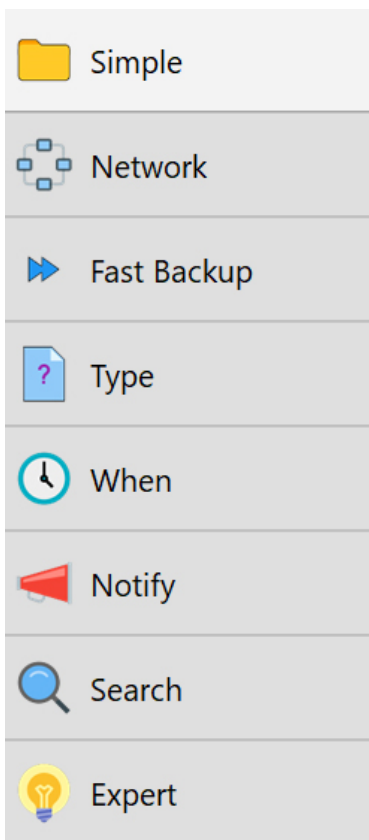 Simple
Network
Fast Backup
?
Type
When
Notify
Search
Expert